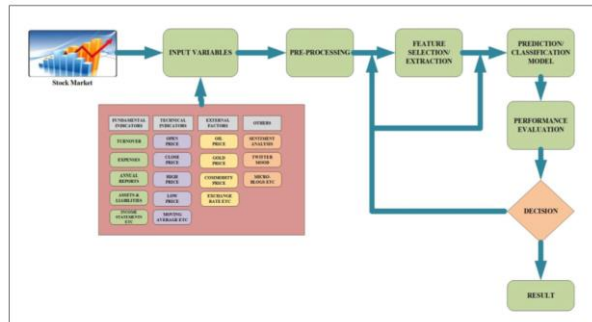 Stock Market
INPUT VARIABLES
PRE-PROCESSING
FEATURE
SELECTION/
EXTRACTION
PREDICTION/
CLASSIFICATION
MODEL
PERFORMANCE
EVALUATION
DECISION
RESULT
FUNDAMENTAL
INDICATORS
TURNOVER
EXPENSES
ANNUAL
REPORTS
ASSETS &
LIABILITIES
INCOME
STATEMENTS
ETC
TECHNICAL
INDICATORS
OPEN
PRICE
CLOSE
PRICE
HIGH
PRICE
LOW
PRICE
MOVING
AVERAGE ETC
EXTERNAL
FACTORS
OIL
PRICE
GOLD
PRICE
COMMODITY
PRICE
EXCHANGE
RATE ETC
OTHERS
SENTIMENT
ANALYSIS
TWITTER
MOOD
MICRO-
BLOGS ETC